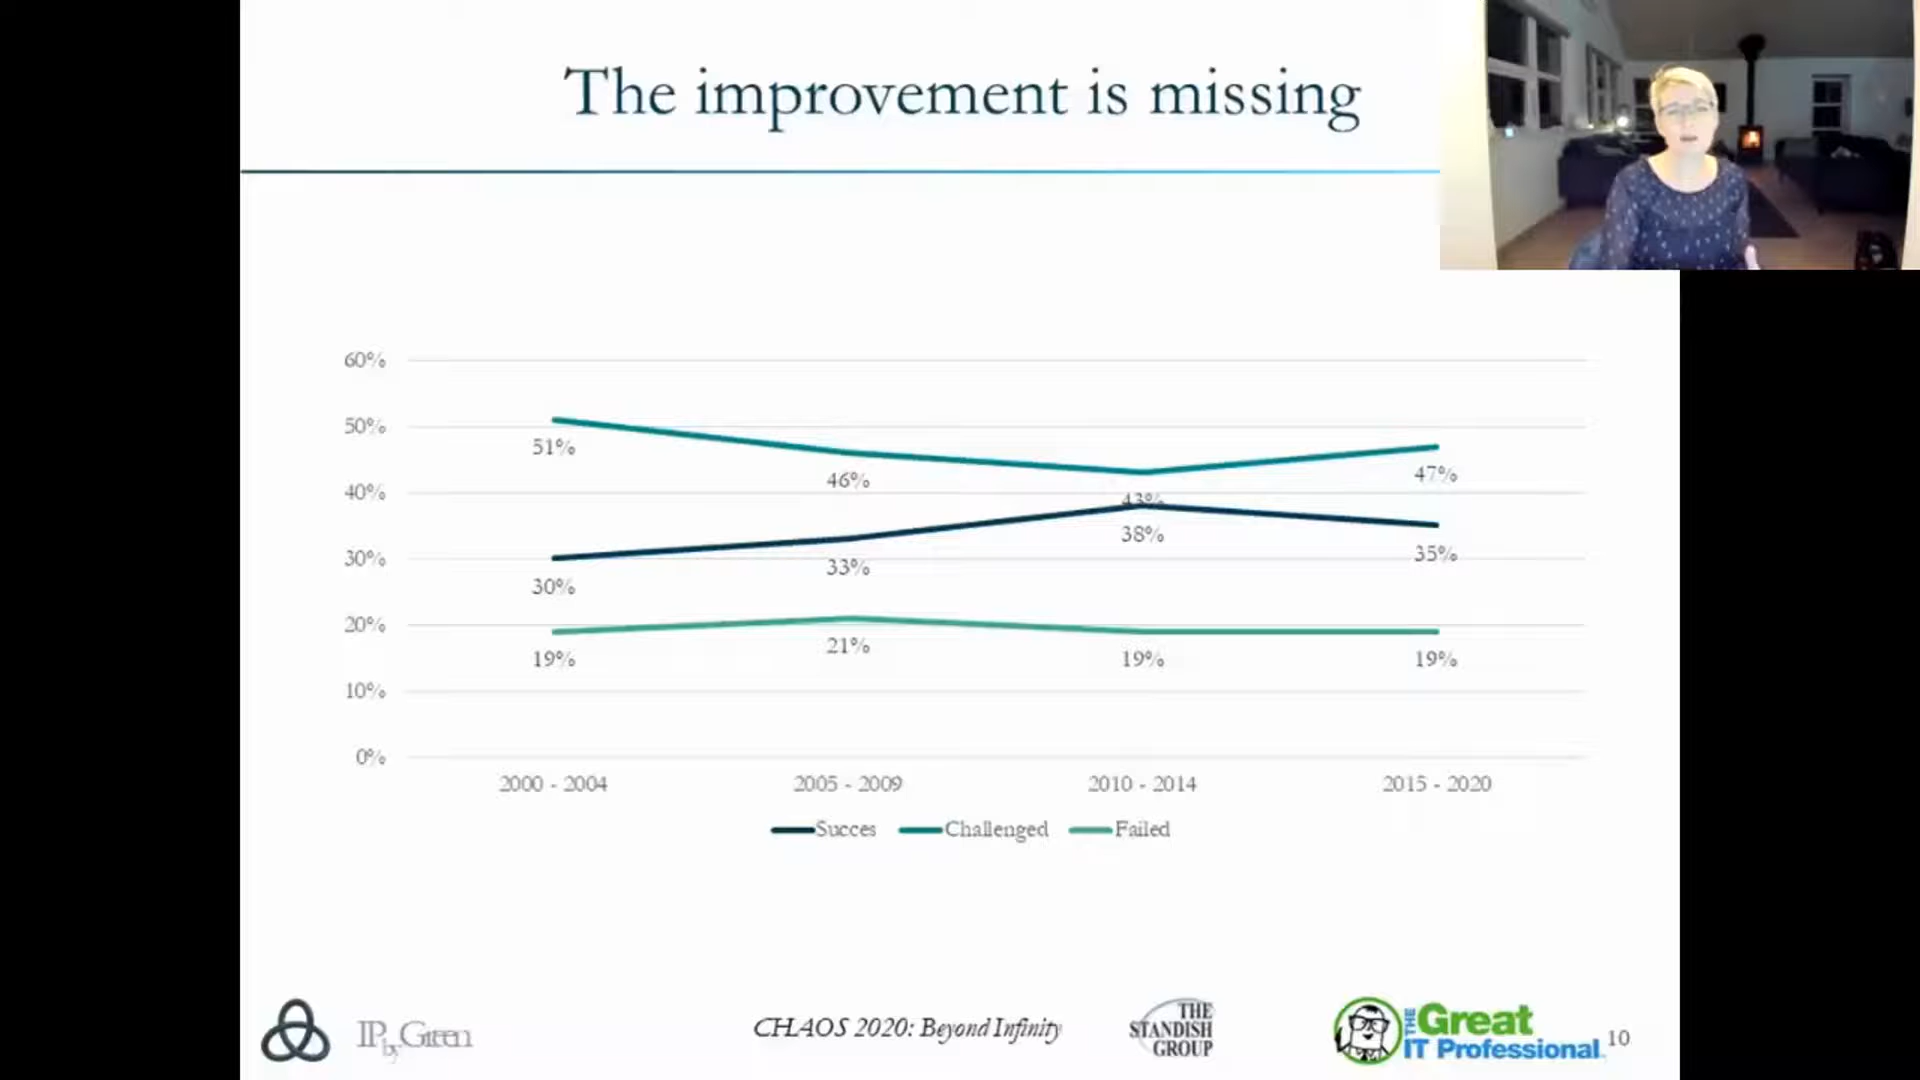 The improvement is missing
60%
50%
40%
30%
20%
10%
0%
51%
46%
43%
47%
30%
33%
38%
35%
19%
21%
19%
19%
2000 - 2004
2005 - 2009
2010 - 2014
2015 - 2020
Succes
Challenged
Failed
IP by Green
CHAOS 2020: Beyond Infinity
THE
STANDISH
GROUP
THE Great
IT Professional
10